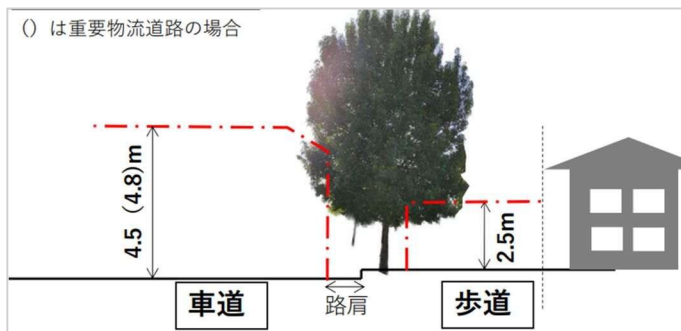 （）は重要物流道路の場合
4.5（4.8)m
2.5m
車道
路肩
歩道